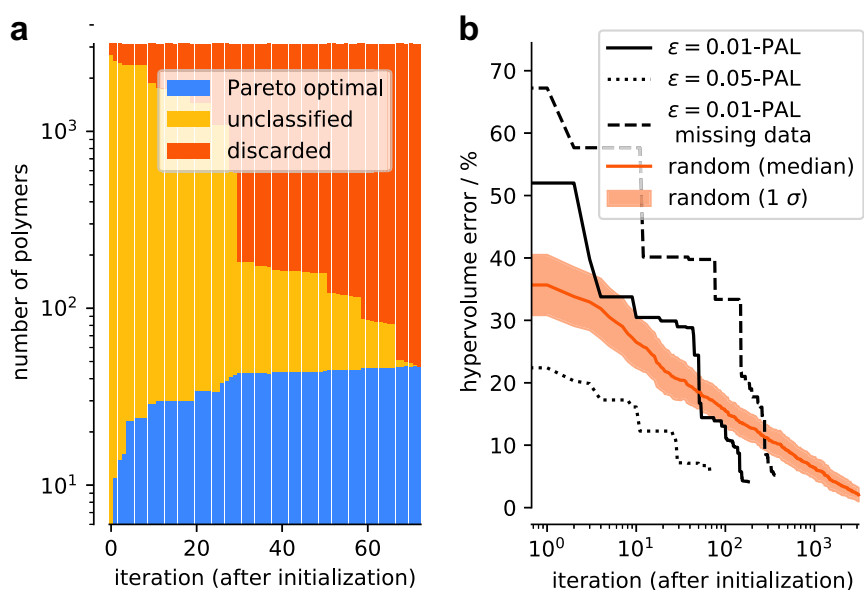 a
number of polymers
10³
10²
10¹
Pareto optimal
unclassified
discarded
0 20 40 60
iteration (after initialization)
b
hypervolume error / %
70
60
50
40
30
20
10
0
ε = 0.01-PAL
ε = 0.05-PAL
ε = 0.01-PAL
missing data
random (median)
random (1 σ)
10⁰ 10¹ 10² 10³
iteration (after initialization)